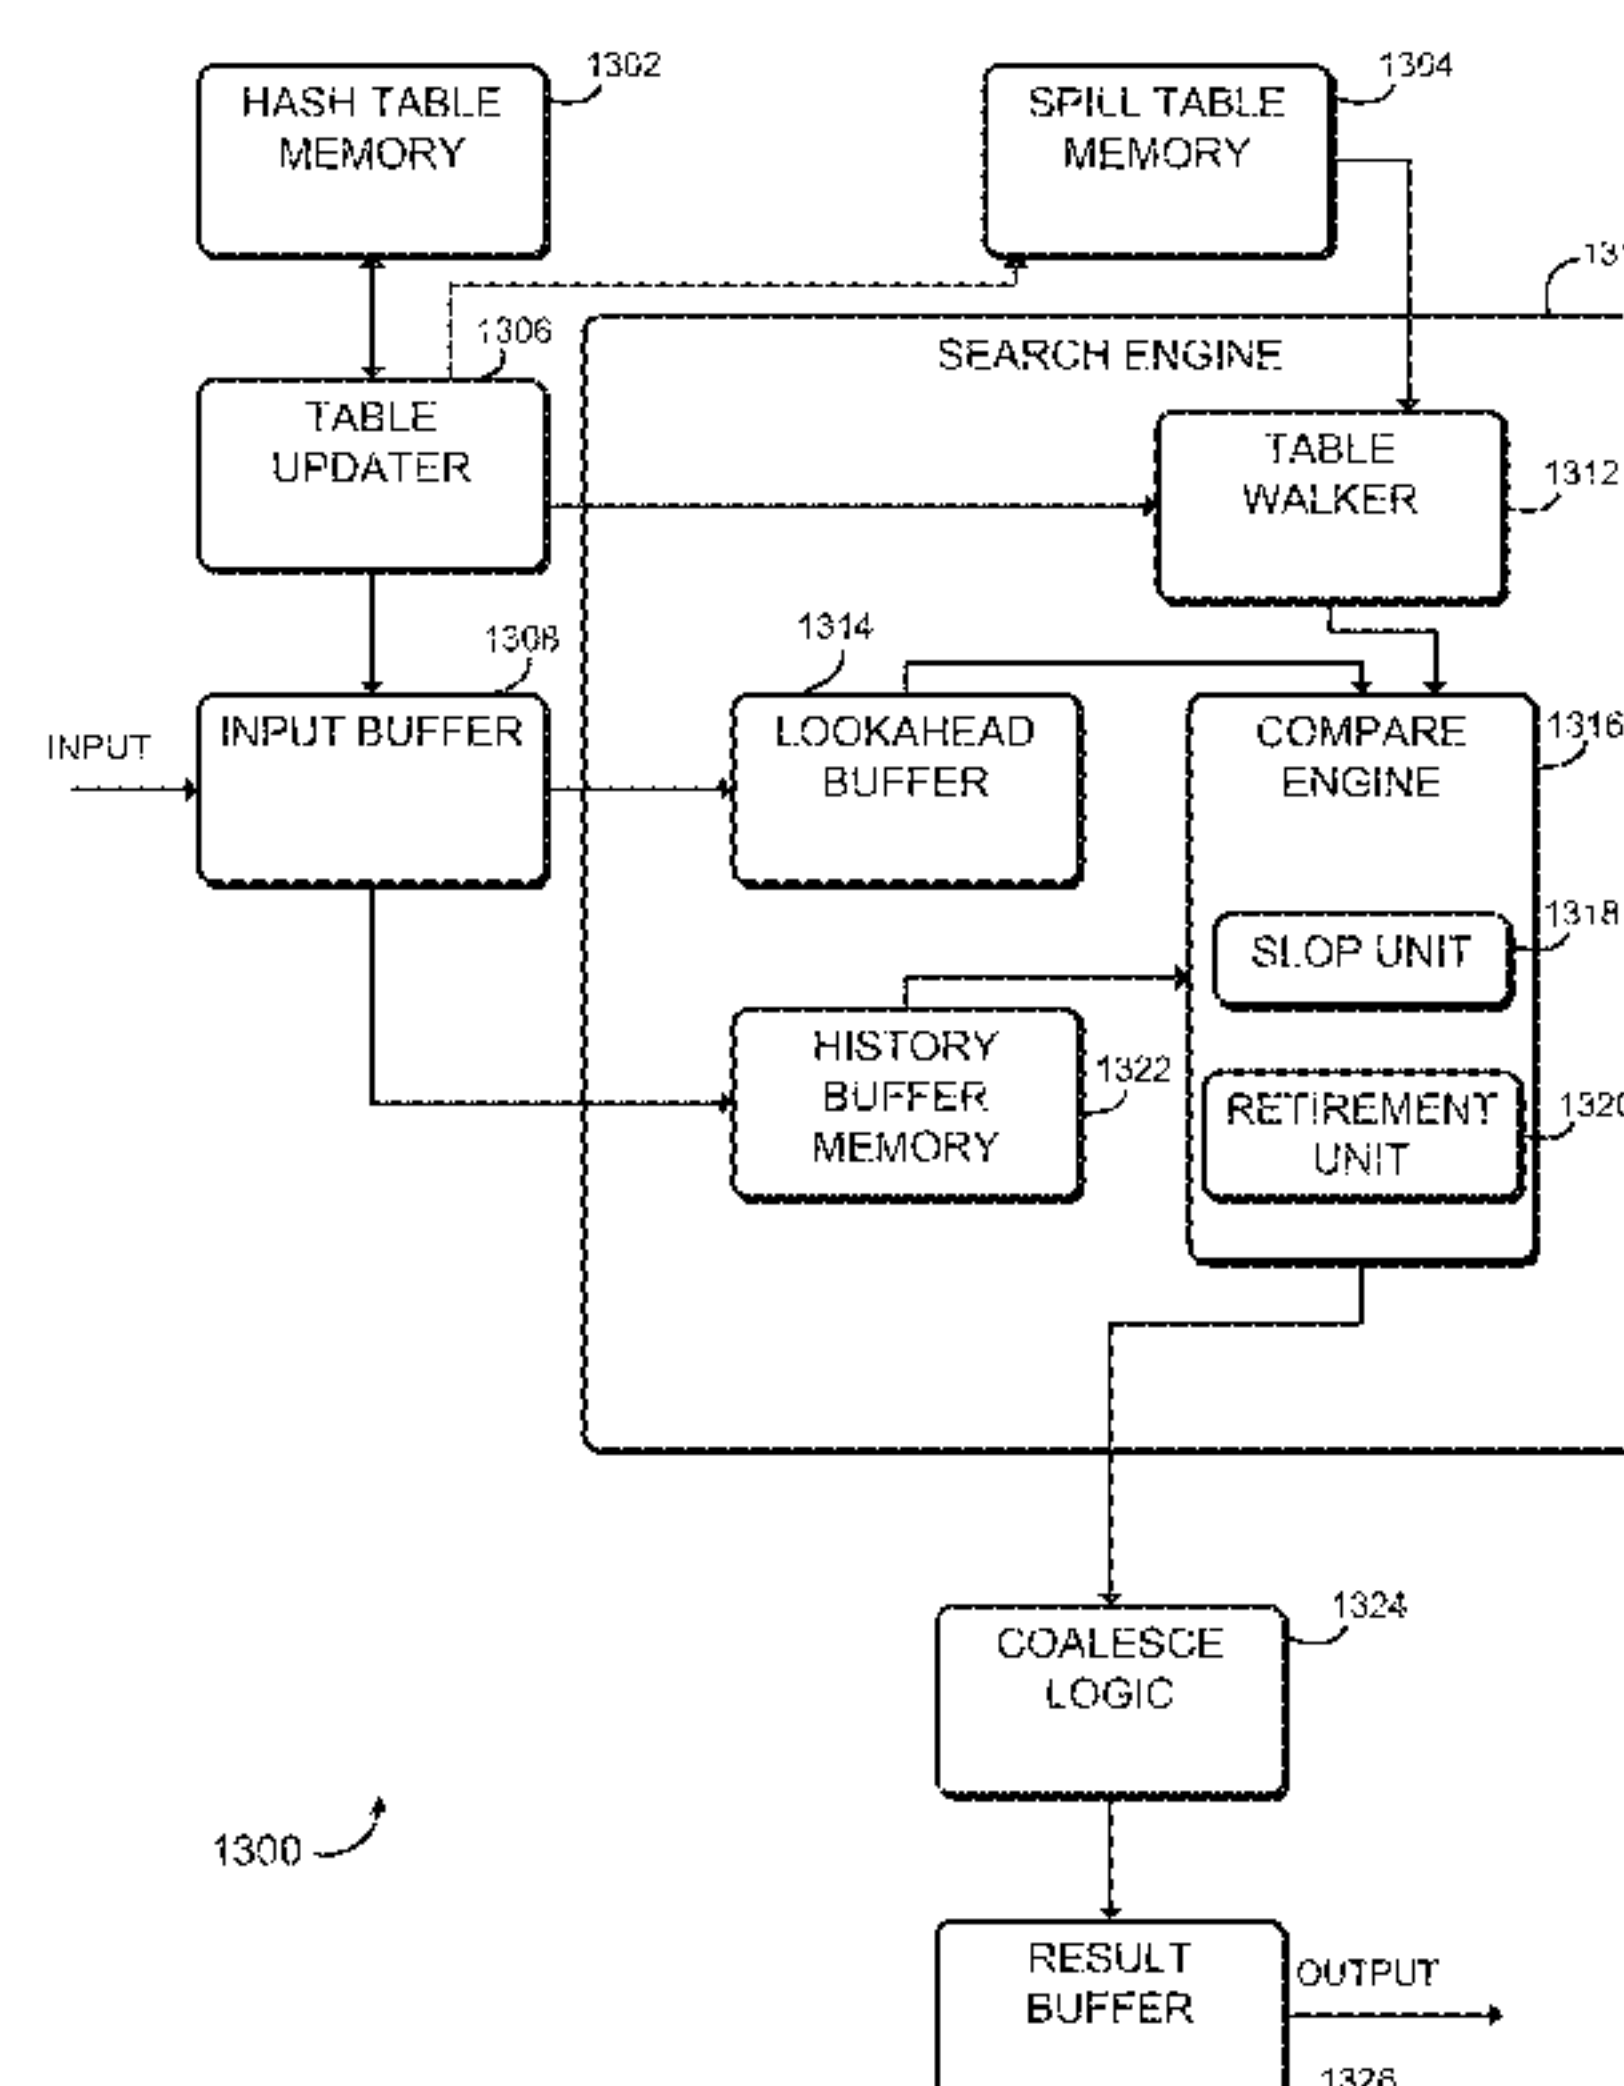 1302
HASH TABLE
MEMORY
1304
SPILL TABLE
MEMORY
1306
TABLE
UPDATER
SEARCH ENGINE
TABLE
WALKER
1312
1308
INPUT
INPUT BUFFER
1314
LOOKAHEAD
BUFFER
COMPARE
ENGINE
1316
SLOP UNIT
1318
RETIREMENT
UNIT
1320
HISTORY
BUFFER
MEMORY
1322
COALESCE
LOGIC
1324
1300
RESULT
BUFFER
OUTPUT
1326